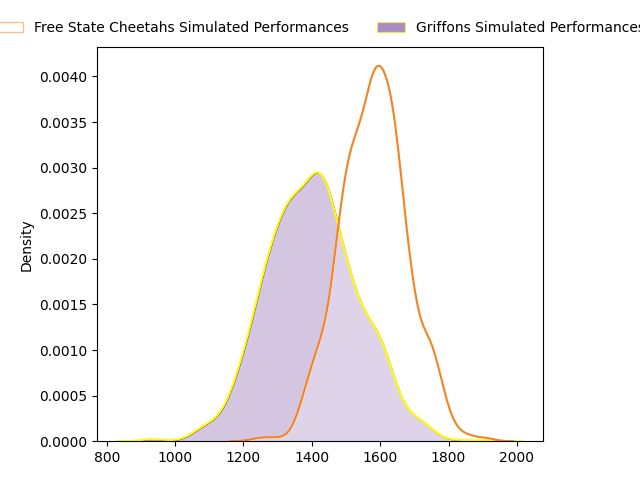 Free State Cheetahs Simulated Performances
Griffons Simulated Performances
Density
0.0040
0.0035
0.0030
0.0025
0.0020
0.0015
0.0010
0.0005
0.0000
800 1000 1200 1400 1600 1800 2000